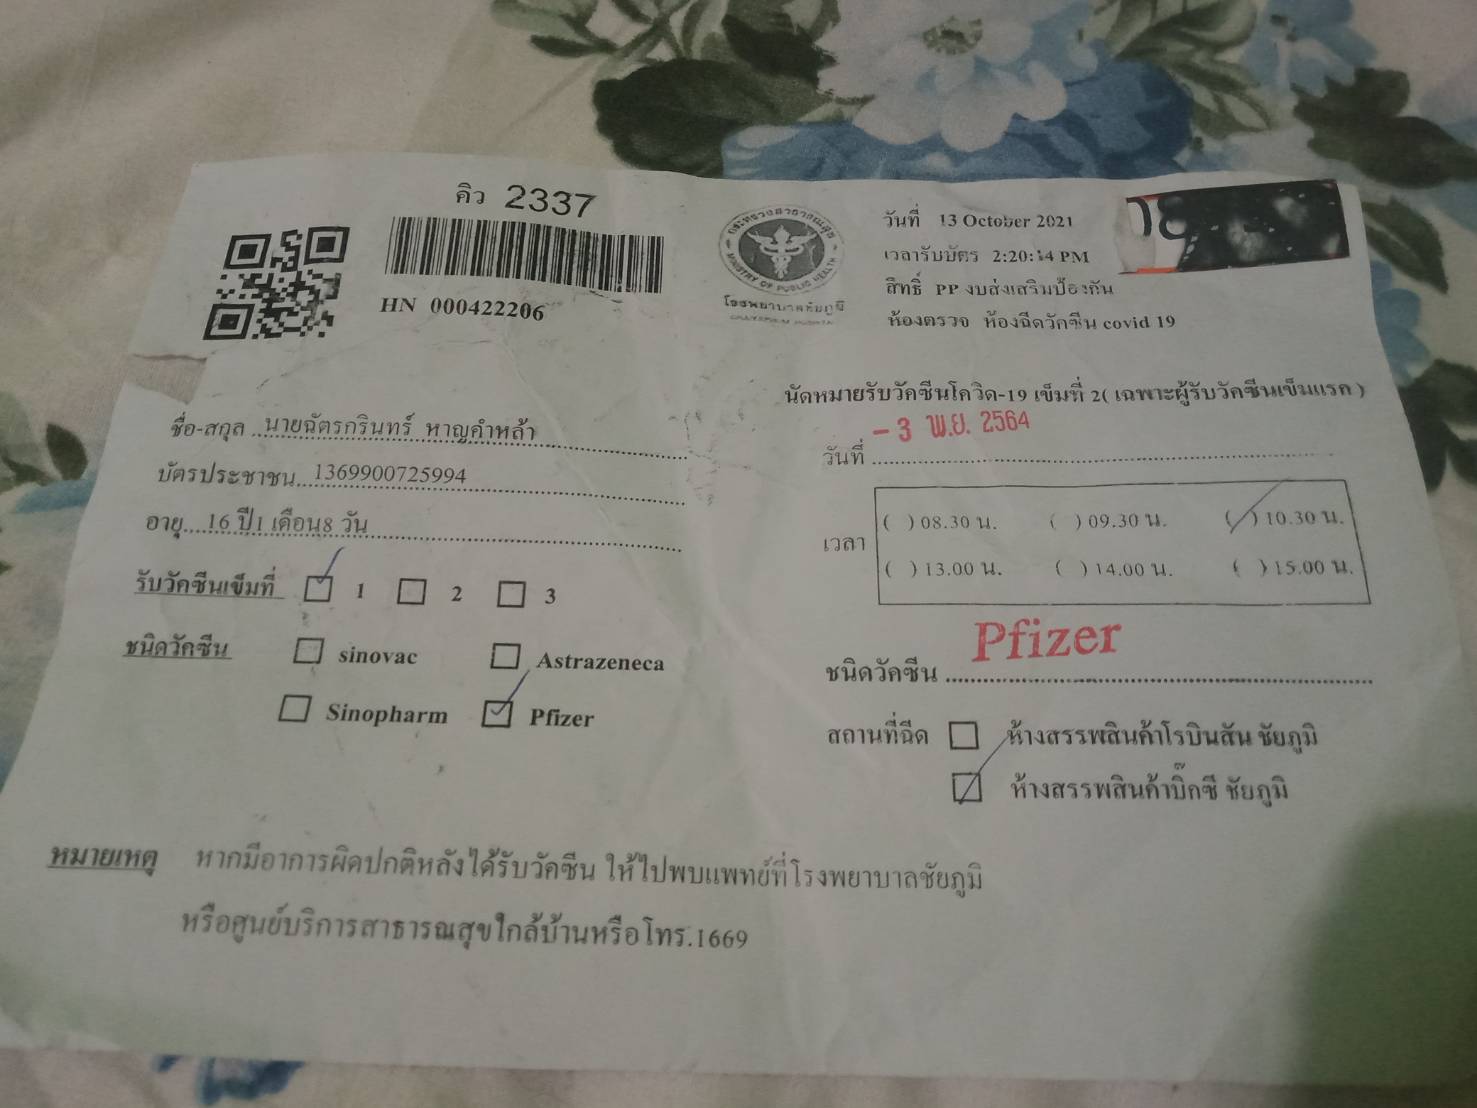 คิว 2337
HN 000422206
กระทรวงสาธารณสุข
MINISTRY OF PUBLIC HEALTH
โรงพยาบาลชัยภูมิ
วันที่ 13 October 2021
เวลารับบัตร 2:20:14 PM
สิทธิ์ PP งบส่งเสริมป้องกัน
ห้องตรวจ ห้องฉีดวัคซีน covid 19
ชื่อ-สกุล นายฉัตรกรินทร์ หาญคำหล้า
บัตรประชาชน 1369900725994
อายุ 16 ปี1 เดือน8 วัน
รับวัคซีนเข็มที่ 1 2 3
ชนิดวัคซีน sinovac Astrazeneca
Sinopharm Pfizer
นัดหมายรับวัคซีนโควิด-19 เข็มที่ 2( เฉพาะผู้รับวัคซีนเข็มแรก )
วันที่ - 3 พ.ย. 2564
เวลา
( ) 08.30 น. ( ) 09.30 น. ( ) 10.30 น.
( ) 13.00 น. ( ) 14.00 น. ( ) 15.00 น.
ชนิดวัคซีน Pfizer
สถานที่ฉีด ห้างสรรพสินค้าโรบินสัน ชัยภูมิ
ห้างสรรพสินค้าบิ๊กซี ชัยภูมิ
หมายเหตุ หากมีอาการผิดปกติหลังได้รับวัคซีน ให้ไปพบแพทย์ที่โรงพยาบาลชัยภูมิ
หรือศูนย์บริการสาธารณสุขใกล้บ้านหรือโทร.1669